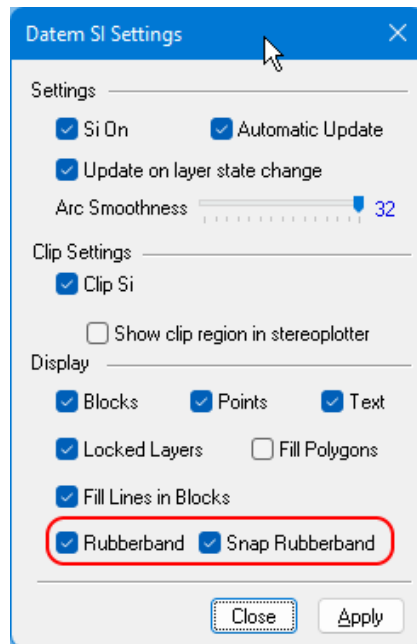 Datem SI Settings
Settings
Si On Automatic Update
Update on layer state change
Arc Smoothness 32
Clip Settings
Clip Si
Show clip region in stereoplotter
Display
Blocks Points Text
Locked Layers Fill Polygons
Fill Lines in Blocks
Rubberband Snap Rubberband
Close Apply